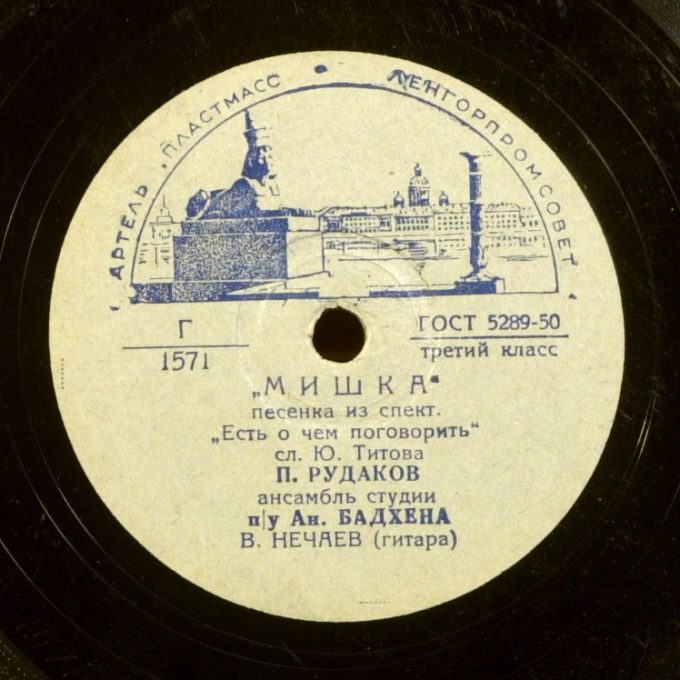 АРТЕЛЬ „ПЛАСТМАСС • ЛЕНГОРПРОМСОВЕТ
Г
1571
ГОСТ 5289-50
третий класс
„МИШКА“
песенка из спект.
„Есть о чем поговорить“
сл. Ю. Титова
П. РУДАКОВ
ансамбль студии
п/у Ан. БАДХЕНА
В. НЕЧАЕВ (гитара)